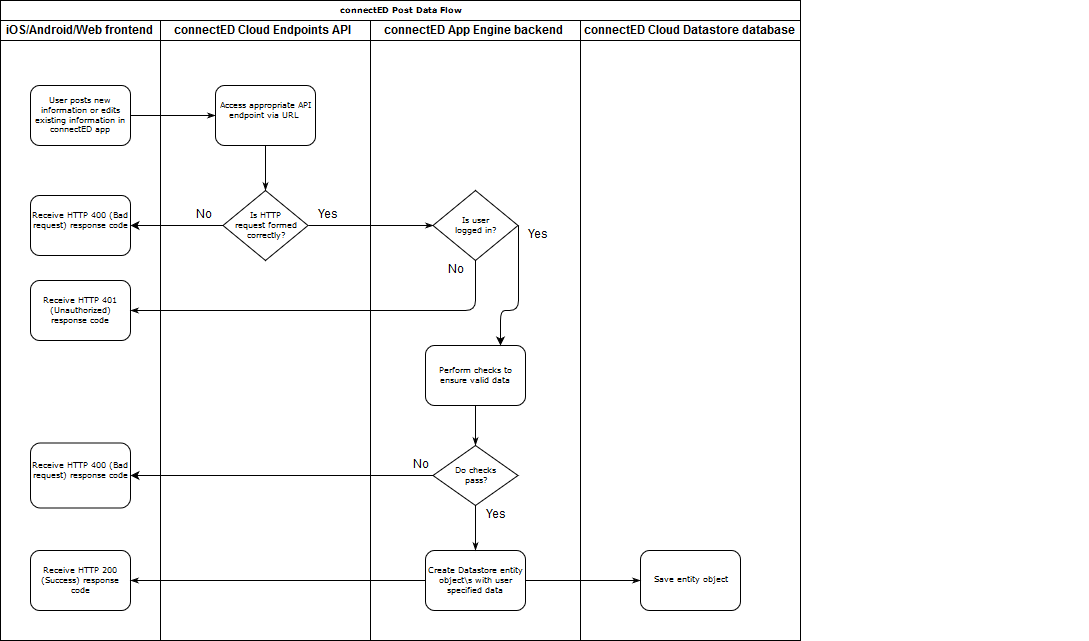 connectED Post Data Flow
iOS/Android/Web frontend
connectED Cloud Endpoints API
connectED App Engine backend
connectED Cloud Datastore database
User posts new
information or edits
existing information in
connectED app
Access appropriate API
endpoint via URL
Receive HTTP 400 (Bad
request) response code
No
Is HTTP
request formed
correctly?
Yes
Is user
logged in?
Yes
No
Receive HTTP 401
(Unauthorized)
response code
Perform checks to
ensure valid data
Receive HTTP 400 (Bad
request) response code
No
Do checks
pass?
Yes
Receive HTTP 200
(Success) response
code
Create Datastore entity
object\s with user
specified data
Save entity object